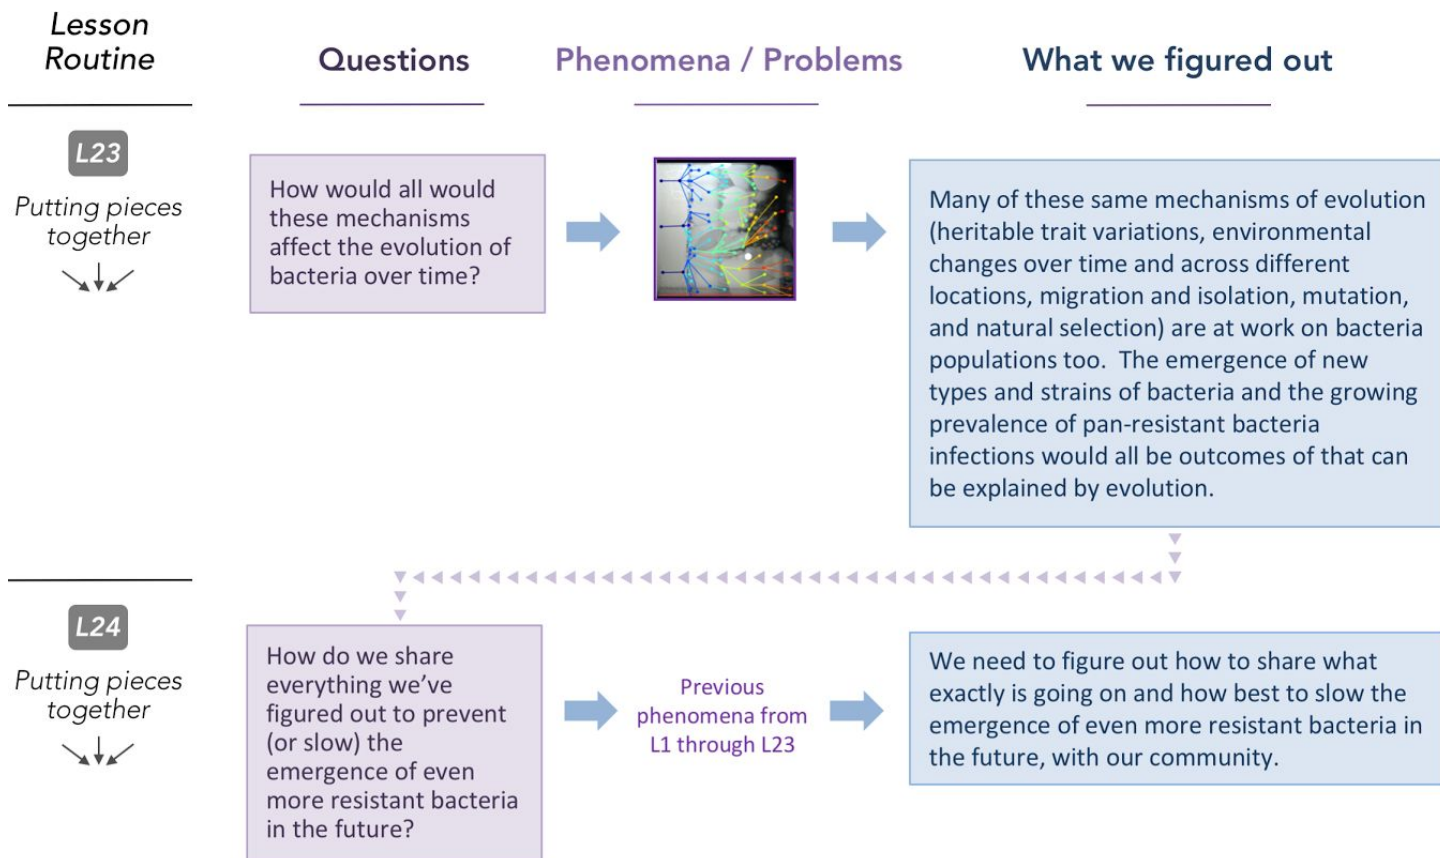 Lesson
Routine
Questions
Phenomena / Problems
What we figured out
L23
Putting pieces
together
How would all would
these mechanisms
affect the evolution of
bacteria over time?
Many of these same mechanisms of evolution
(heritable trait variations, environmental
changes over time and across different
locations, migration and isolation, mutation,
and natural selection) are at work on bacteria
populations too.  The emergence of new
types and strains of bacteria and the growing
prevalence of pan-resistant bacteria
infections would all be outcomes of that can
be explained by evolution.
L24
Putting pieces
together
How do we share
everything we’ve
figured out to prevent
(or slow) the
emergence of even
more resistant bacteria
in the future?
Previous
phenomena from
L1 through L23
We need to figure out how to share what
exactly is going on and how best to slow the
emergence of even more resistant bacteria in
the future, with our community.